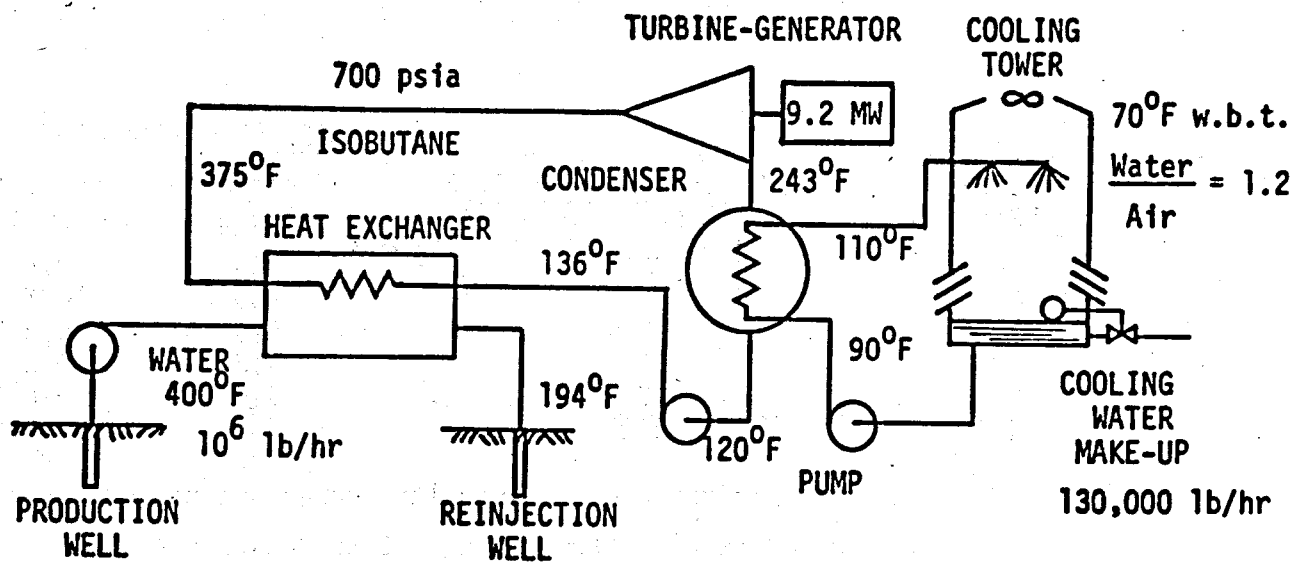 TURBINE-GENERATOR
COOLING
TOWER
700 psia
9.2 MW
70°F w.b.t.
ISOBUTANE
375°F
CONDENSER
243°F
Water
Air
= 1.2
HEAT EXCHANGER
136°F
110°F
WATER
400°F
10⁶ lb/hr
194°F
90°F
120°F
PUMP
COOLING
WATER
MAKE-UP
130,000 lb/hr
PRODUCTION
WELL
REINJECTION
WELL